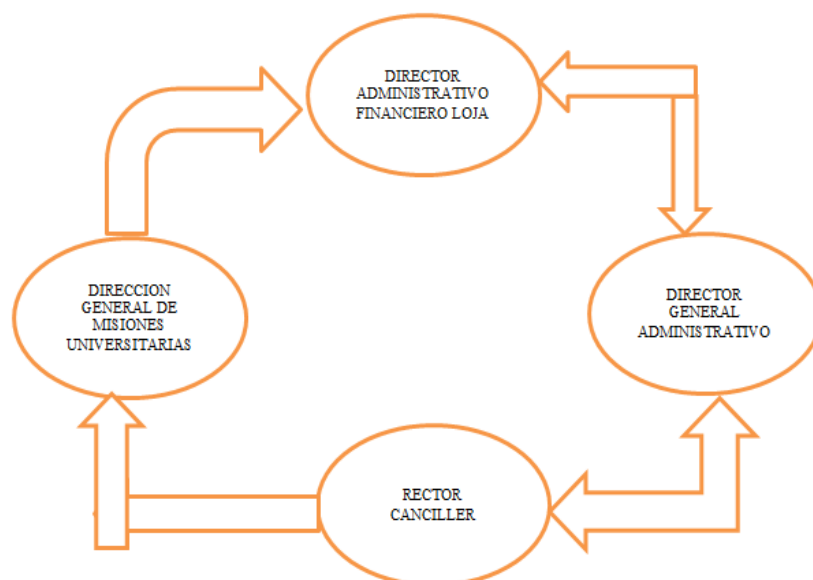 DIRECTOR
ADMINISTRATIVO
FINANCIERO LOJA
DIRECCION
GENERAL DE
MISIONES
UNIVERSITARIAS
DIRECTOR
GENERAL
ADMINISTRATIVO
RECTOR
CANCILLER